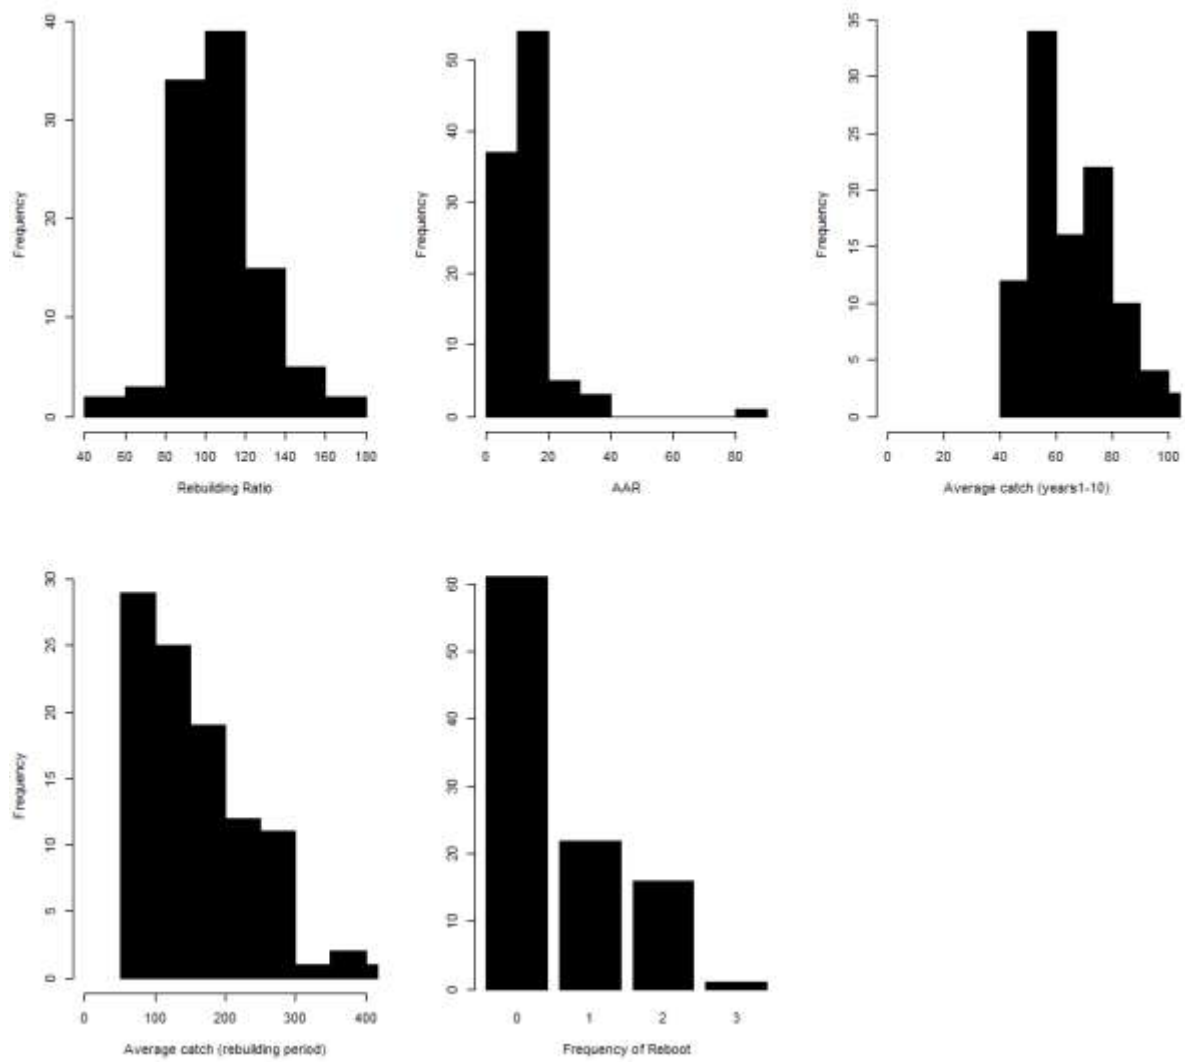 Frequency
0 10 20 30 40
40 60 80 100 120 140 160 180
Rebuilding Ratio
Frequency
0 10 20 30 40 50
0 20 40 60 80
AAR
Frequency
0 5 10 15 20 25 30 35
0 20 40 60 80 100
Average catch (years1-10)
Frequency
0 5 10 15 20 25 30
0 100 200 300 400
Average catch (rebuilding period)
0 10 20 30 40 50 60
0 1 2 3
Frequency of Reboot